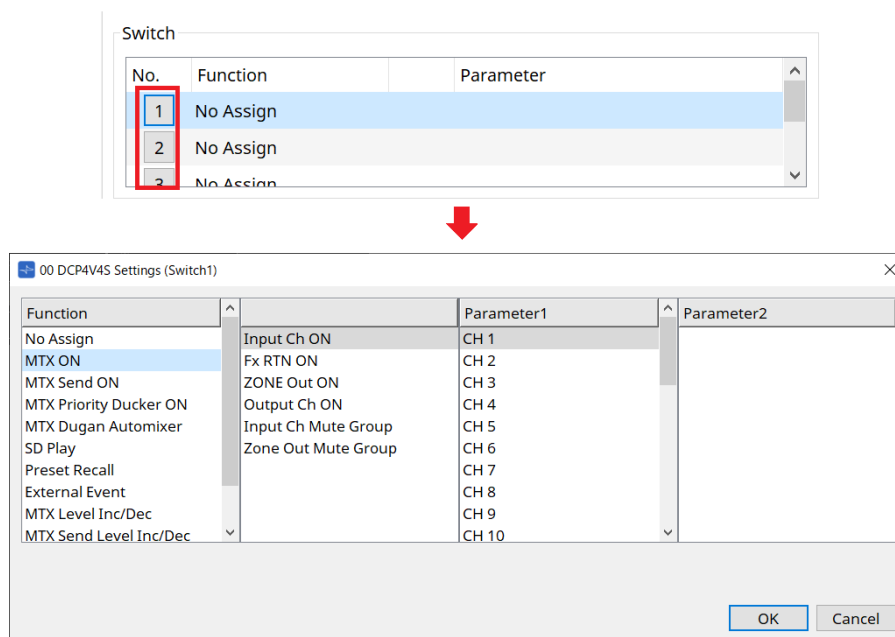 Switch
No. Function Parameter
1 No Assign
2 No Assign
3 No Assign
00 DCP4V4S Settings (Switch1)
Function Parameter1 Parameter2
No Assign Input Ch ON CH 1
MTX ON Fx RTN ON CH 2
MTX Send ON ZONE Out ON CH 3
MTX Priority Ducker ON Output Ch ON CH 4
MTX Dugan Automixer Input Ch Mute Group CH 5
SD Play Zone Out Mute Group CH 6
Preset Recall CH 7
External Event CH 8
MTX Level Inc/Dec CH 9
MTX Send Level Inc/Dec CH 10
OK Cancel